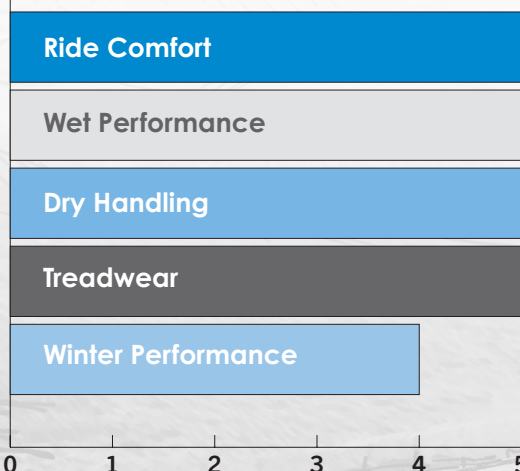 Ride Comfort
Wet Performance
Dry Handling
Treadwear
Winter Performance
0 1 2 3 4 5